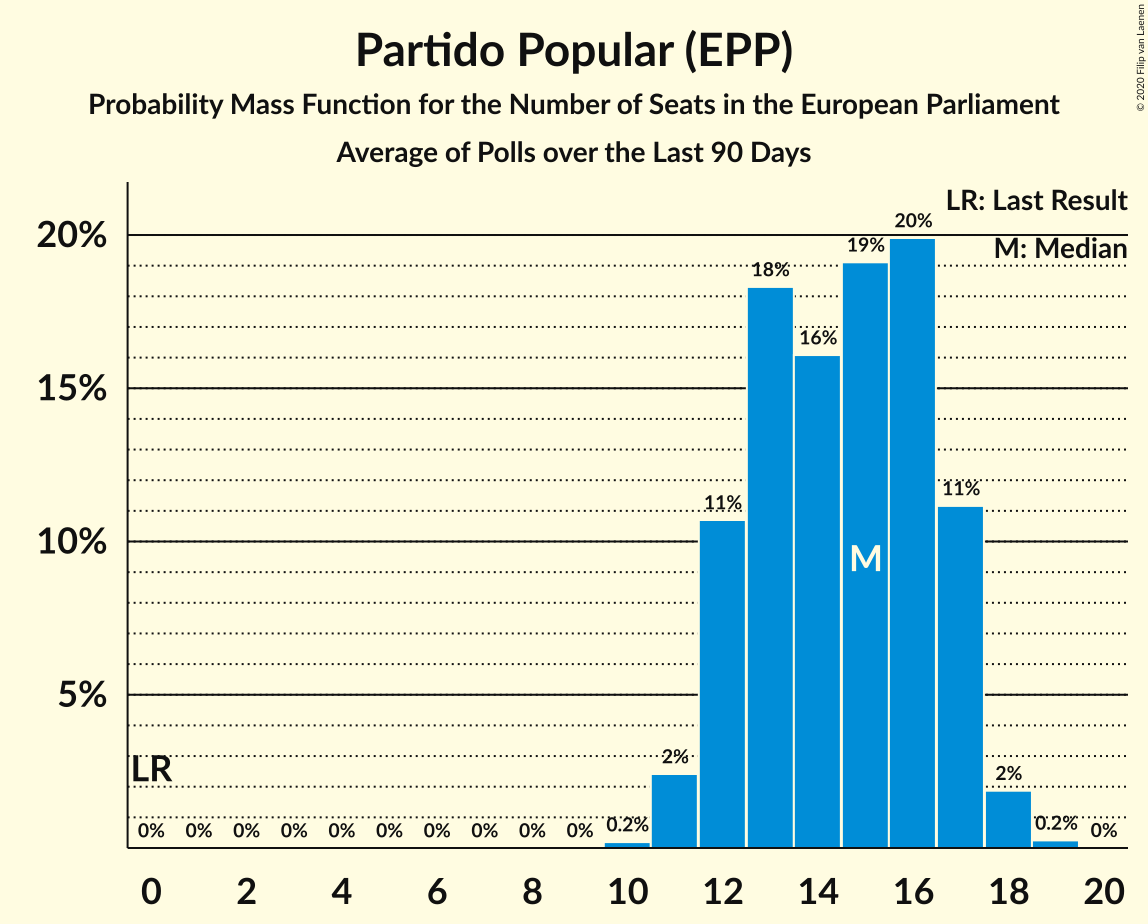 Partido Popular (EPP)
Probability Mass Function for the Number of Seats in the European Parliament
Average of Polls over the Last 90 Days
© 2020 Filip van Laenen
LR: Last Result
M: Median
20%
15%
10%
5%
LR
0% 0% 0% 0% 0% 0% 0% 0% 0% 0% 0.2% 2% 11% 18% 16% 19% 20% 11% 2% 0.2% 0%
M
0 2 4 6 8 10 12 14 16 18 20